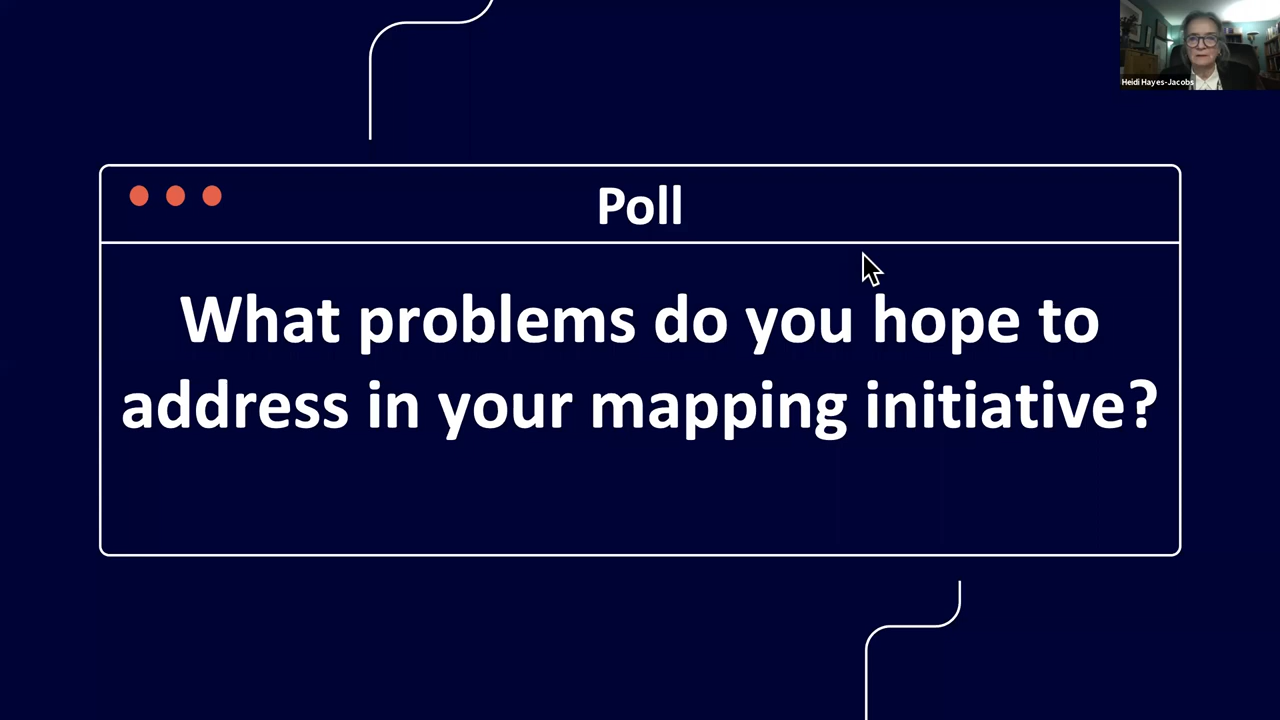 Heidi Hayes-Jacobs
Poll
What problems do you hope to
address in your mapping initiative?